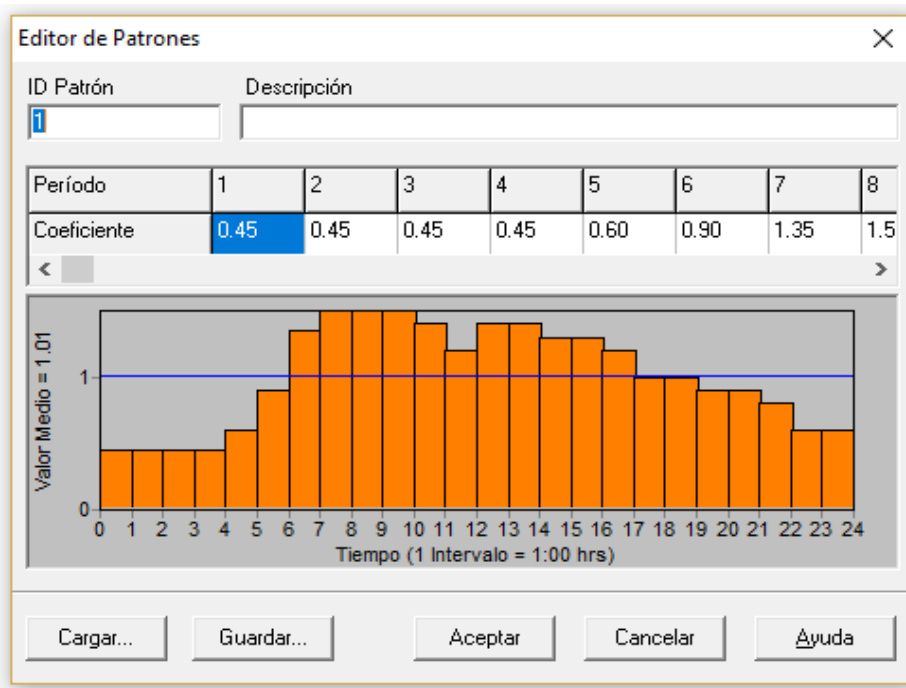 Editor de Patrones
ID Patrón Descripción
1
Período 1 2 3 4 5 6 7 8
Coeficiente 0.45 0.45 0.45 0.45 0.60 0.90 1.35 1.5
Valor Medio = 1.01
1
0
0 1 2 3 4 5 6 7 8 9 10 11 12 13 14 15 16 17 18 19 20 21 22 23 24
Tiempo (1 Intervalo = 1:00 hrs)
Cargar... Guardar... Aceptar Cancelar Ayuda